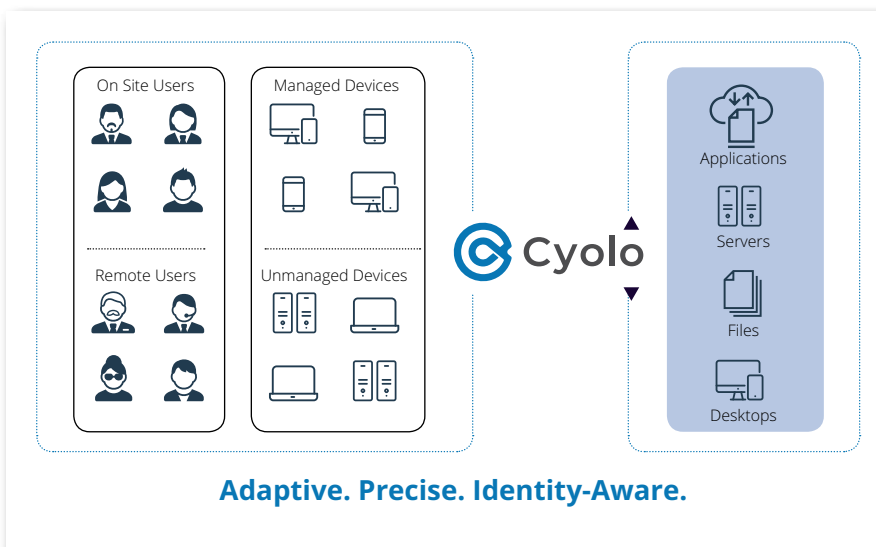 On Site Users
Managed Devices
Remote Users
Unmanaged Devices
Cyolo
Applications
Servers
Files
Desktops
Adaptive. Precise. Identity-Aware.